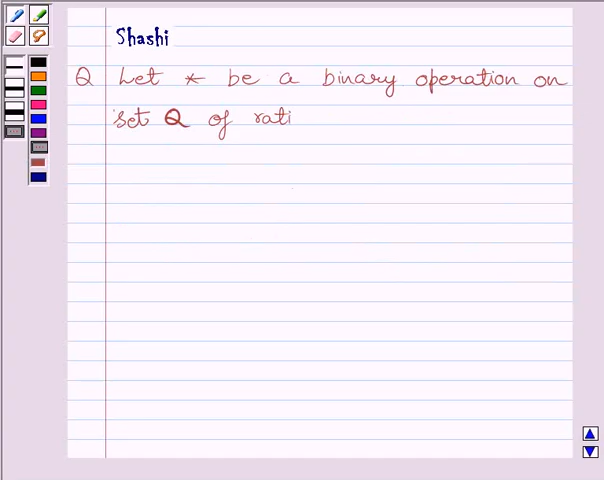 Shashi
Q Let * be a binary operation on
set Q of rati